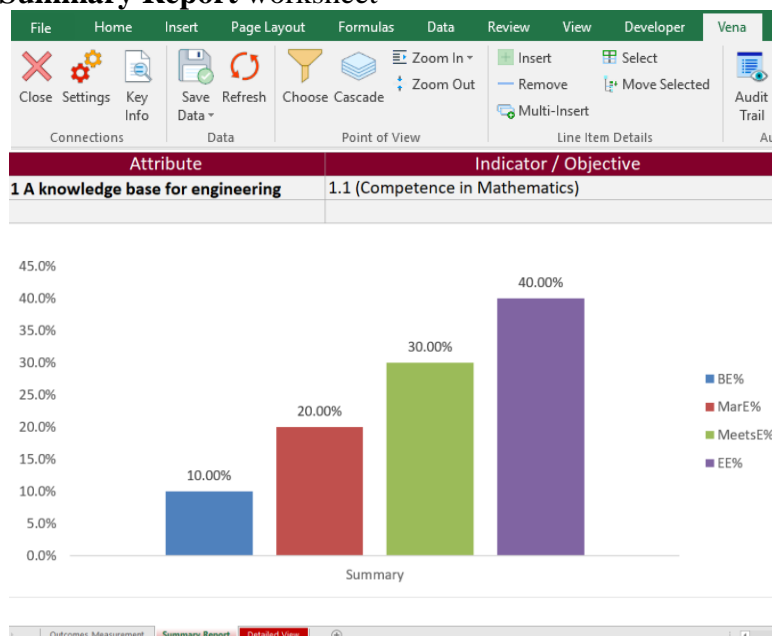 Summary Report worksheet
File Home Insert Page Layout Formulas Data Review View Developer Vena
Close Settings Key Info Save Data Refresh Choose Cascade Zoom In Zoom Out Insert Remove Multi-Insert Select Move Selected Audit Trail
Connections Data Point of View Line Item Details
Attribute Indicator / Objective
1 A knowledge base for engineering 1.1 (Competence in Mathematics)
45.0%
40.0% 40.00%
35.0%
30.0% 30.00%
25.0%
20.0% 20.00%
15.0%
10.0% 10.00%
5.0%
0.0%
Summary
BE%
MarE%
MeetsE%
EE%
Outcomes Measurement Summary Report Detailed View